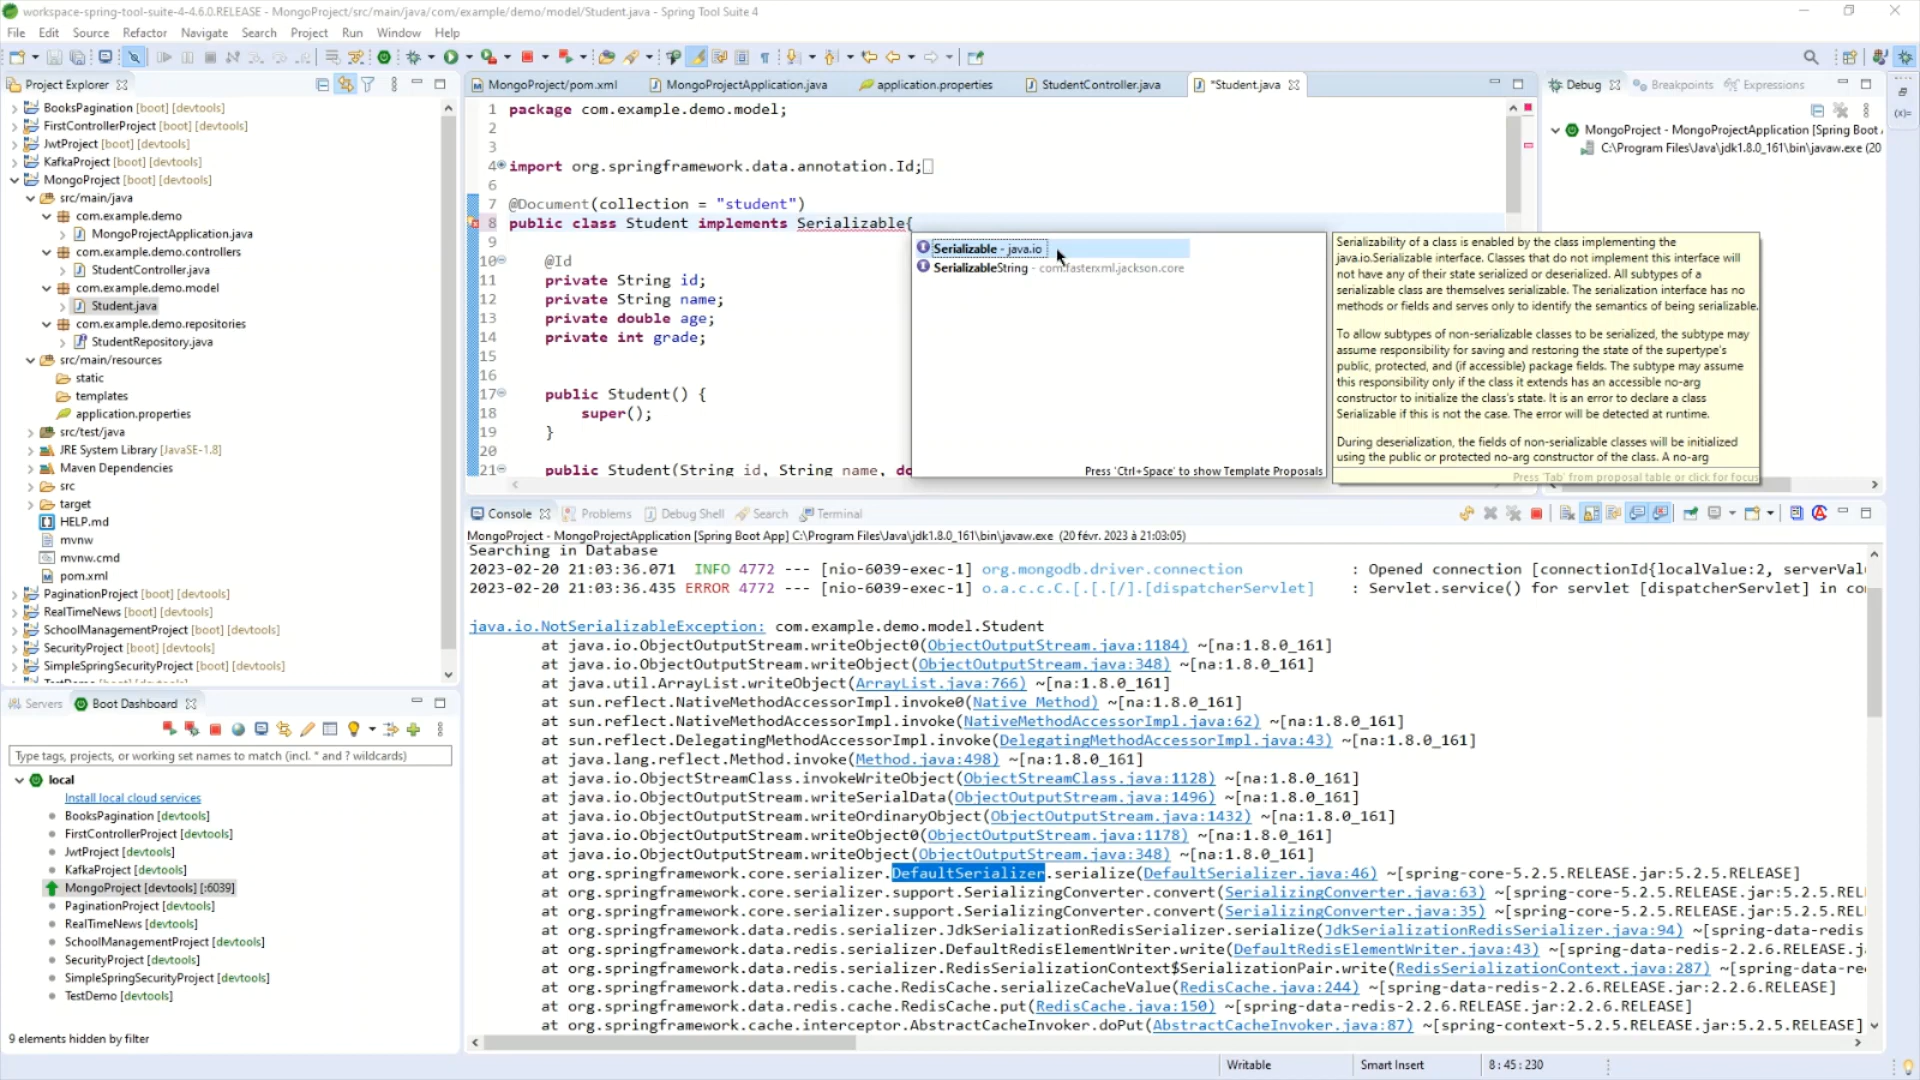 workspace-spring-tool-suite-4-4.6.0.RELEASE - MongoProject/src/main/java/com/example/demo/model/Student.java - Spring Tool Suite 4
File Edit Source Refactor Navigate Search Project Run Window Help
Project Explorer
BooksPagination [boot] [devtools]
FirstControllerProject [boot] [devtools]
JwtProject [boot] [devtools]
KafkaProject [boot] [devtools]
MongoProject [boot] [devtools]
src/main/java
com.example.demo
MongoProjectApplication.java
com.example.demo.controllers
StudentController.java
com.example.demo.model
Student.java
com.example.demo.repositories
StudentRepository.java
src/main/resources
static
templates
application.properties
src/test/java
JRE System Library [JavaSE-1.8]
Maven Dependencies
src
target
HELP.md
mvnw
mvnw.cmd
pom.xml
PaginationProject [boot] [devtools]
RealTimeNews [boot] [devtools]
SchoolManagementProject [boot] [devtools]
SecurityProject [boot] [devtools]
SimpleSpringSecurityProject [boot] [devtools]
Servers Boot Dashboard
Type tags, projects, or working set names to match (incl. * and ? wildcards)
local
Install local cloud services
BooksPagination [devtools]
FirstControllerProject [devtools]
JwtProject [devtools]
KafkaProject [devtools]
MongoProject [devtools] [:6039]
PaginationProject [devtools]
RealTimeNews [devtools]
SchoolManagementProject [devtools]
SecurityProject [devtools]
SimpleSpringSecurityProject [devtools]
TestDemo [devtools]
9 elements hidden by filter
MongoProject/pom.xml MongoProjectApplication.java application.properties StudentController.java *Student.java
1 package com.example.demo.model;
2
3
4 import org.springframework.data.annotation.Id;
6
7 @Document(collection = "student")
8 public class Student implements Serializable{
9
10 @Id
11 private String id;
12 private String name;
13 private double age;
14 private int grade;
15
16
17 public Student() {
18 super();
19 }
20
21 public Student(String id, String name, do
Serializable - java.io
SerializableString - com.fasterxml.jackson.core
Press 'Ctrl+Space' to show Template Proposals
Serializability of a class is enabled by the class implementing the
java.io.Serializable interface. Classes that do not implement this interface will
not have any of their state serialized or deserialized. All subtypes of a
serializable class are themselves serializable. The serialization interface has no
methods or fields and serves only to identify the semantics of being serializable.
To allow subtypes of non-serializable classes to be serialized, the subtype may
assume responsibility for saving and restoring the state of the supertype's
public, protected, and (if accessible) package fields. The subtype may assume
this responsibility only if the class it extends has an accessible no-arg
constructor to initialize the class's state. It is an error to declare a class
Serializable if this is not the case. The error will be detected at runtime.
During deserialization, the fields of non-serializable classes will be initialized
using the public or protected no-arg constructor of the class. A no-arg
Press 'Tab' from proposal table or click for focus
Debug Breakpoints Expressions
MongoProject - MongoProjectApplication [Spring Boot
C:\Program Files\Java\jdk1.8.0_161\bin\javaw.exe (20
Console Problems Debug Shell Search Terminal
MongoProject - MongoProjectApplication [Spring Boot App] C:\Program Files\Java\jdk1.8.0_161\bin\javaw.exe (20 févr. 2023 à 21:03:05)
Searching in Database
2023-02-20 21:03:36.071 INFO 4772 --- [nio-6039-exec-1] org.mongodb.driver.connection : Opened connection [connectionId{localValue:2, serverVal
2023-02-20 21:03:36.435 ERROR 4772 --- [nio-6039-exec-1] o.a.c.c.C.[.[.[/].[dispatcherServlet] : Servlet.service() for servlet [dispatcherServlet] in co
java.io.NotSerializableException: com.example.demo.model.Student
at java.io.ObjectOutputStream.writeObject0(ObjectOutputStream.java:1184) ~[na:1.8.0_161]
at java.io.ObjectOutputStream.writeObject(ObjectOutputStream.java:348) ~[na:1.8.0_161]
at java.util.ArrayList.writeObject(ArrayList.java:766) ~[na:1.8.0_161]
at sun.reflect.NativeMethodAccessorImpl.invoke0(Native Method) ~[na:1.8.0_161]
at sun.reflect.NativeMethodAccessorImpl.invoke(NativeMethodAccessorImpl.java:62) ~[na:1.8.0_161]
at sun.reflect.DelegatingMethodAccessorImpl.invoke(DelegatingMethodAccessorImpl.java:43) ~[na:1.8.0_161]
at java.lang.reflect.Method.invoke(Method.java:498) ~[na:1.8.0_161]
at java.io.ObjectStreamClass.invokeWriteObject(ObjectStreamClass.java:1128) ~[na:1.8.0_161]
at java.io.ObjectOutputStream.writeSerialData(ObjectOutputStream.java:1496) ~[na:1.8.0_161]
at java.io.ObjectOutputStream.writeOrdinaryObject(ObjectOutputStream.java:1432) ~[na:1.8.0_161]
at java.io.ObjectOutputStream.writeObject0(ObjectOutputStream.java:1178) ~[na:1.8.0_161]
at java.io.ObjectOutputStream.writeObject(ObjectOutputStream.java:348) ~[na:1.8.0_161]
at org.springframework.core.serializer.DefaultSerializer.serialize(DefaultSerializer.java:46) ~[spring-core-5.2.5.RELEASE.jar:5.2.5.RELEASE]
at org.springframework.core.serializer.support.SerializingConverter.convert(SerializingConverter.java:63) ~[spring-core-5.2.5.RELEASE.jar:5.2.5.REL
at org.springframework.core.serializer.support.SerializingConverter.convert(SerializingConverter.java:35) ~[spring-core-5.2.5.RELEASE.jar:5.2.5.REL
at org.springframework.data.redis.serializer.JdkSerializationRedisSerializer.serialize(JdkSerializationRedisSerializer.java:94) ~[spring-data-redis
at org.springframework.data.redis.serializer.DefaultRedisElementWriter.write(DefaultRedisElementWriter.java:43) ~[spring-data-redis-2.2.6.RELEASE.j
at org.springframework.data.redis.serializer.RedisSerializationContext$SerializationPair.write(RedisSerializationContext.java:287) ~[spring-data-re
at org.springframework.data.redis.cache.RedisCache.serializeCacheValue(RedisCache.java:244) ~[spring-data-redis-2.2.6.RELEASE.jar:2.2.6.RELEASE]
at org.springframework.data.redis.cache.RedisCache.put(RedisCache.java:150) ~[spring-data-redis-2.2.6.RELEASE.jar:2.2.6.RELEASE]
at org.springframework.cache.interceptor.AbstractCacheInvoker.doPut(AbstractCacheInvoker.java:87) ~[spring-context-5.2.5.RELEASE.jar:5.2.5.RELEASE]
Writable Smart Insert 8 : 45 : 230